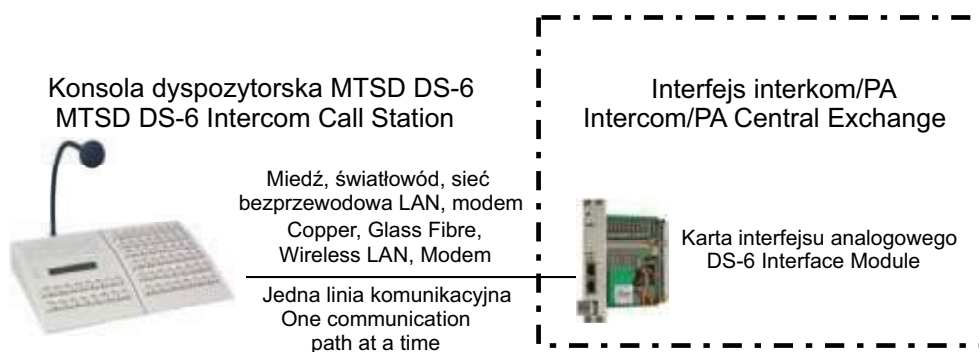 Konsola dyspozytorska MTSD DS-6
MTSD DS-6 Intercom Call Station
Miedź, światłowód, sieć
bezprzewodowa LAN, modem
Copper, Glass Fibre,
Wireless LAN, Modem
Jedna linia komunikacyjna
One communication
path at a time
Interfejs interkom/PA
Intercom/PA Central Exchange
Karta interfejsu analogowego
DS-6 Interface Module